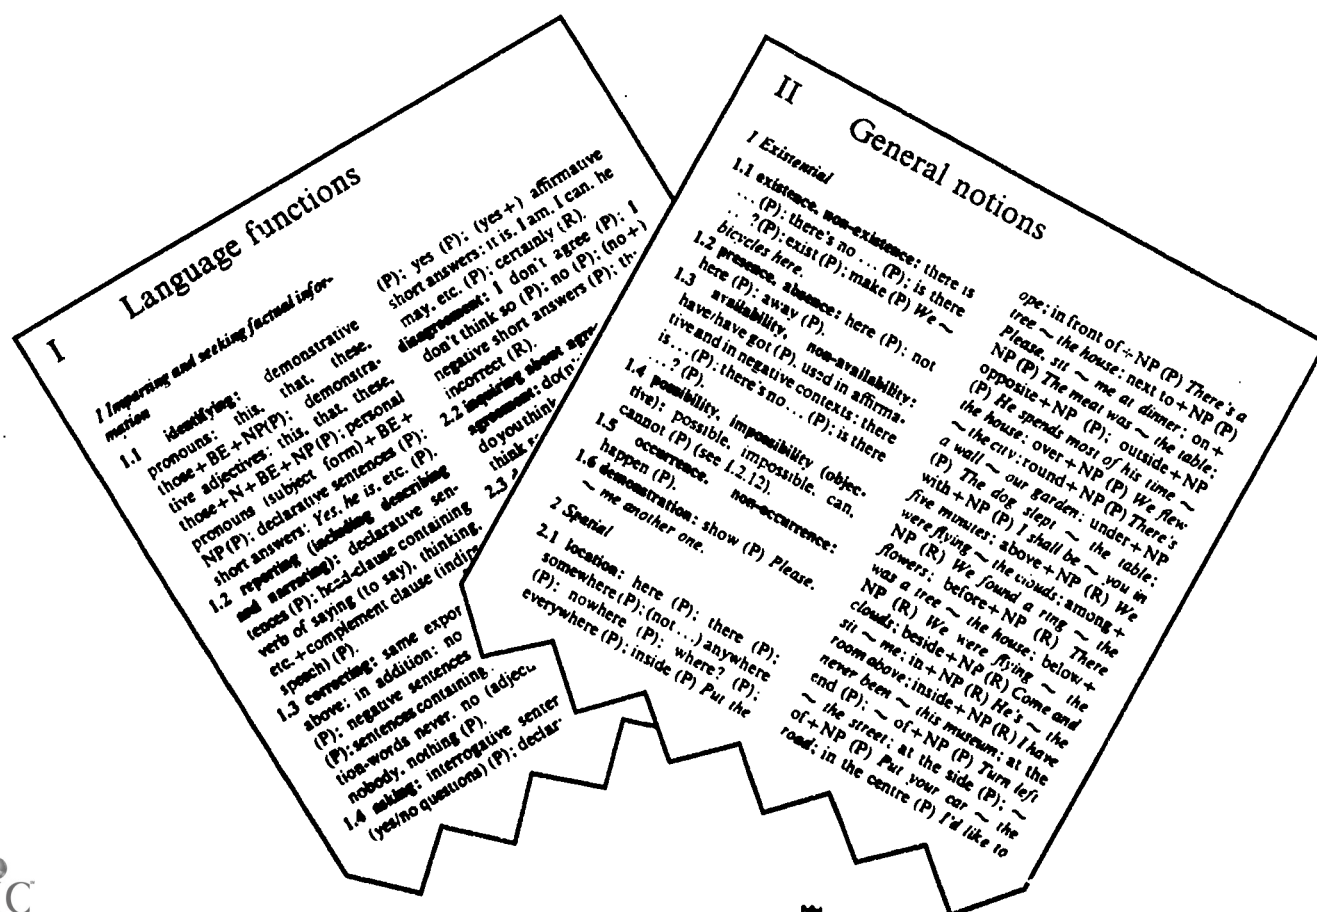 I
Language functions
1 Imparting and seeking factual infor-
mation
1.1 identifying: demonstrative
pronouns: this, that, these,
those + BE + NP(P); demonstra-
tive adjectives: this, that, these,
those + N + BE + NP (P); personal
pronouns (subject form) + BE +
NP (P); declarative sentences (P);
short answers: Yes, he is, etc. (P).
1.2 reporting (including describing
and narrating): declarative sen-
tences (P); head-clause containing
verb of saying (to say), thinking,
etc. + complement clause (indir
speech) (P).
1.3 correcting: same expor
above; in addition: no
(P); negative sentences
(P); sentences containing
tion-words never, no (adjec
nobody, nothing (P).
1.4 asking: interrogative senter
(yes/no questions) (P); declar
(P); yes (P); (yes +) affirmative
short answers: it is, I am, I can, he
may, etc. (P); certainly (R).
disagreement: I don't agree (P); I
don't think so (P); no (P); (no +)
negative short answers (P); th
incorrect (R).
2.2 inquiring about agre
agreement: do(n'
do you think
think
2.3
II
General notions
1 Existential
1.1 existence, non-existence: there is
... (P); there's no ... (P); is there
.. ?(P); exist (P); make (P) We ~
bicycles here.
1.2 presence, absence: here (P); not
here (P); away (P).
1.3 availability, non-availability:
have/have got (P), used in affirma-
tive and in negative contexts; there
is ... (P); there's no ... (P); is there
... ? (P).
1.4 possibility, impossibility (objec-
tive): possible, impossible, can,
cannot (P) (see I.2.12).
1.5 occurrence, non-occurrence:
happen (P).
1.6 demonstration: show (P) Please,
~ me another one.
2 Spatial
2.1 location: here (P); there (P);
somewhere (P); (not ...) anywhere
(P); nowhere (P); where? (P);
everywhere (P); inside (P) Put the
ope; in front of + NP (P) There's a
tree ~ the house; next to + NP (P)
Please, sit ~ me at dinner; on +
NP (P) The meat was ~ the table;
opposite + NP (P); outside + NP
(P) He spends most of his time ~
the house; over + NP (P) We flew
~ the city; round + NP (P) There's
a wall ~ our garden; under + NP
(P) The dog slept ~ the table;
with + NP (P) I shall be ~ you in
five minutes; above + NP (R) We
were flying ~ the clouds; among +
NP (R) We found a ring ~ the
flowers; before + NP (R) There
was a tree ~ the house; below +
NP (R) We were flying ~ the
clouds; beside + NP (R) Come and
sit ~ me; in + NP (R) He's ~ the
room above; inside + NP (R) I have
never been ~ this museum; at the
end (P); ~ of + NP (P) Turn left
~ the street; at the side (P); ~
of + NP (P) Put your car ~ the
road; in the centre (P) I'd like to